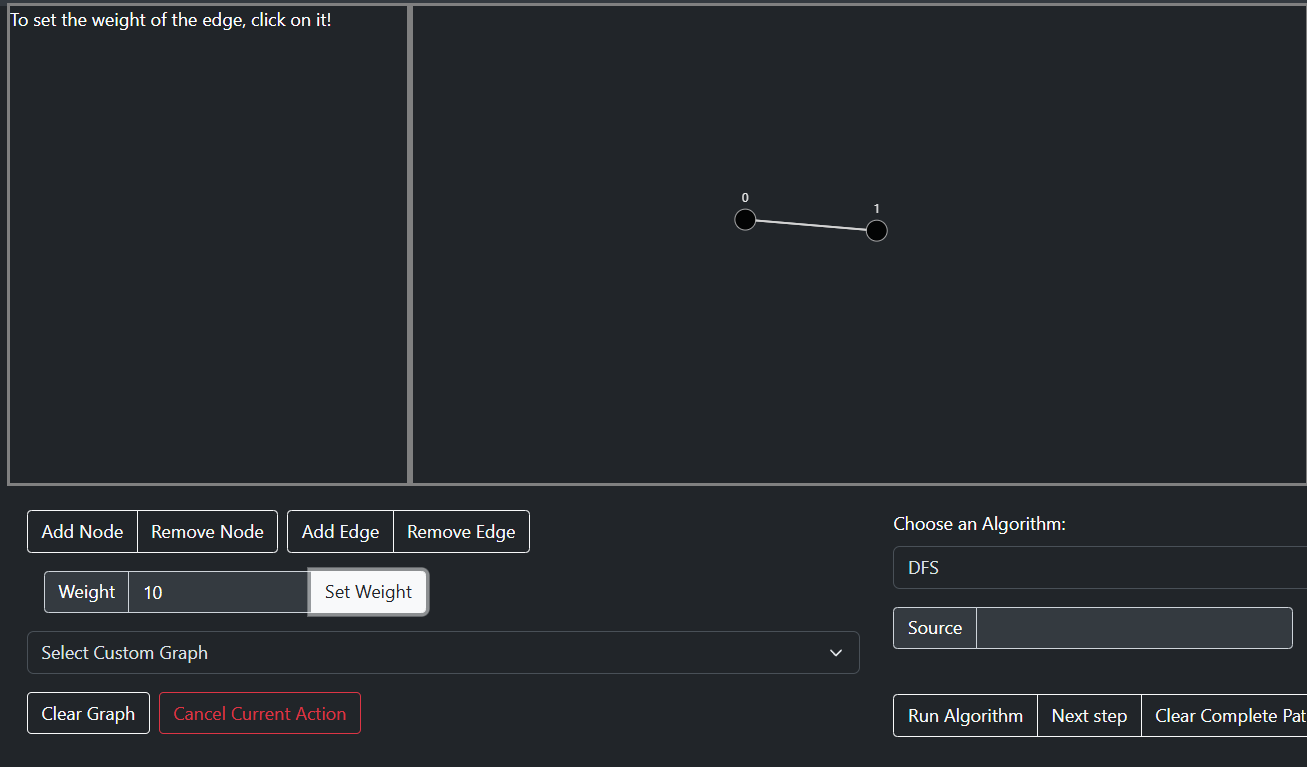 To set the weight of the edge, click on it!
0
1
Add Node Remove Node Add Edge Remove Edge
Weight 10 Set Weight
Select Custom Graph
Clear Graph Cancel Current Action
Choose an Algorithm:
DFS
Source
Run Algorithm Next step Clear Complete Pat